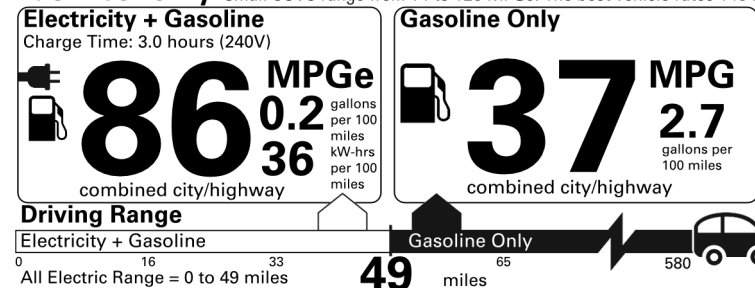 Electricity + Gasoline
Charge Time: 3.0 hours (240V)
86
MPGe
0.2
gallons
per 100
miles
36
kW-hrs
per 100
miles
combined city/highway
Gasoline Only
37
MPG
2.7
gallons per
100 miles
combined city/highway
Driving Range
Electricity + Gasoline
Gasoline Only
0 16 33 49 65 580
All Electric Range = 0 to 49 miles
miles